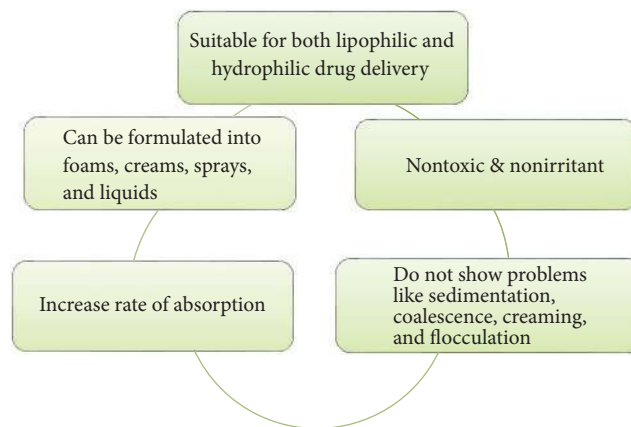 Suitable for both lipophilic and
hydrophilic drug delivery
Can be formulated into
foams, creams, sprays,
and liquids
Nontoxic & nonirritant
Increase rate of absorption
Do not show problems
like sedimentation,
coalescence, creaming,
and flocculation